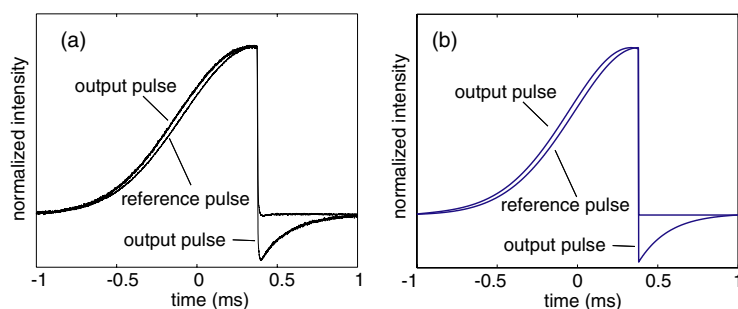 (a)
normalized intensity
output pulse
reference pulse
output pulse
-1
-0.5
0
0.5
1
time (ms)
(b)
normalized intensity
output pulse
reference pulse
output pulse
-1
-0.5
0
0.5
1
time (ms)